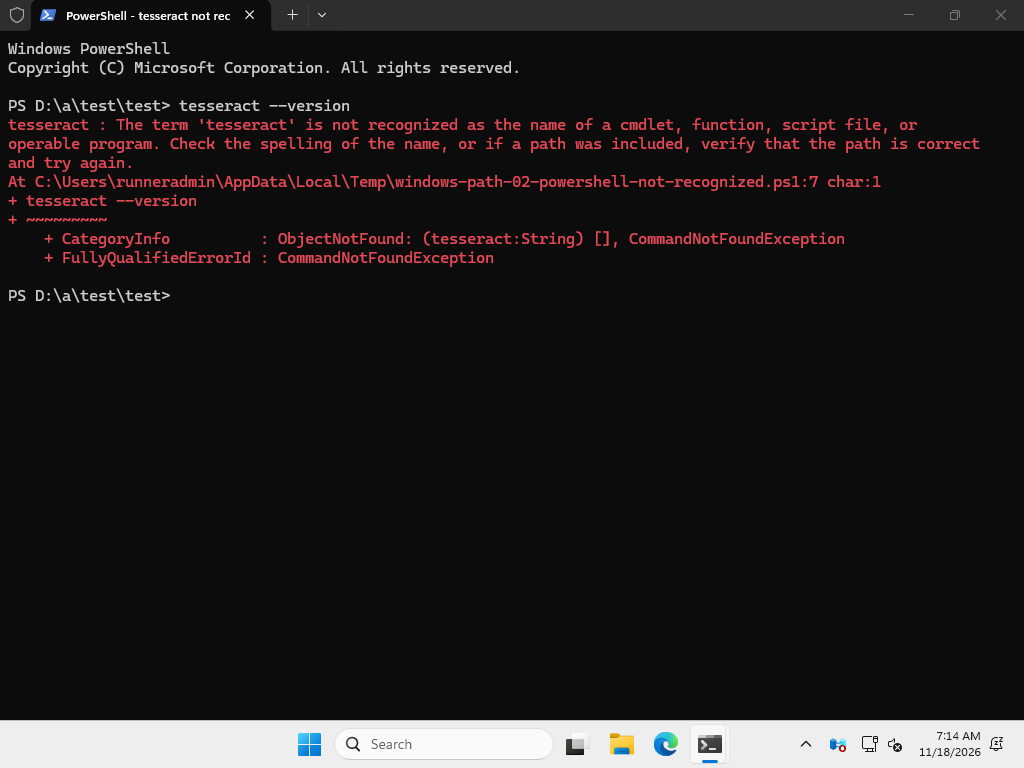 PowerShell - tesseract not rec
Windows PowerShell
Copyright (C) Microsoft Corporation. All rights reserved.
PS D:\a\test\test> tesseract --version
tesseract : The term 'tesseract' is not recognized as the name of a cmdlet, function, script file, or
operable program. Check the spelling of the name, or if a path was included, verify that the path is correct
and try again.
At C:\Users\runneradmin\AppData\Local\Temp\windows-path-02-powershell-not-recognized.ps1:7 char:1
+ tesseract --version
+ ~~~~~~~~~
    + CategoryInfo          : ObjectNotFound: (tesseract:String) [], CommandNotFoundException
    + FullyQualifiedErrorId : CommandNotFoundException
PS D:\a\test\test>
Search
7:14 AM
11/18/2026